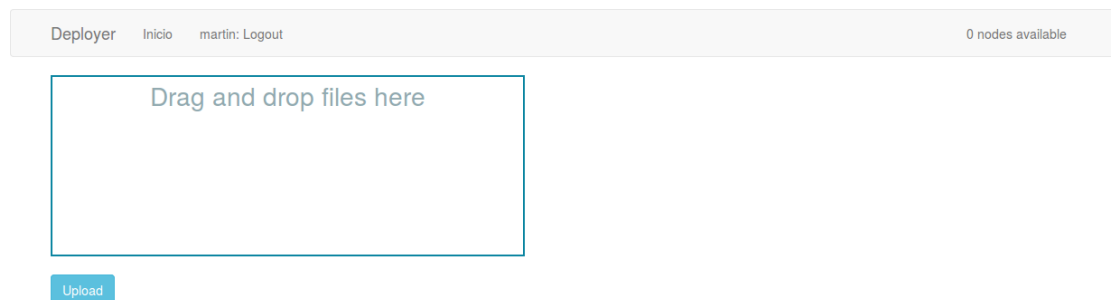 Deployer Inicio martin: Logout 0 nodes available
Drag and drop files here
Upload